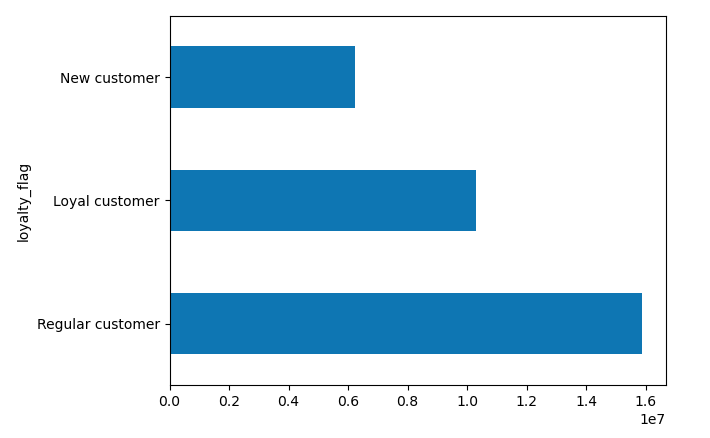 New customer
Loyal customer
Regular customer
loyalty_flag
0.0 0.2 0.4 0.6 0.8 1.0 1.2 1.4 1.6
1e7